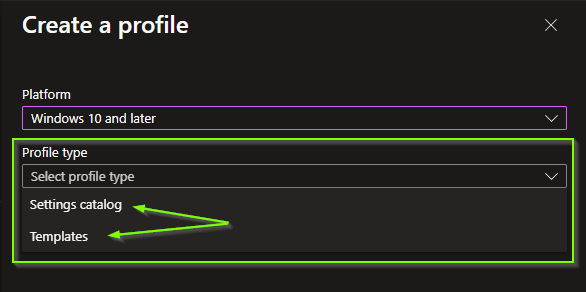 Create a profile
Platform
Windows 10 and later
Profile type
Select profile type
Settings catalog
Templates